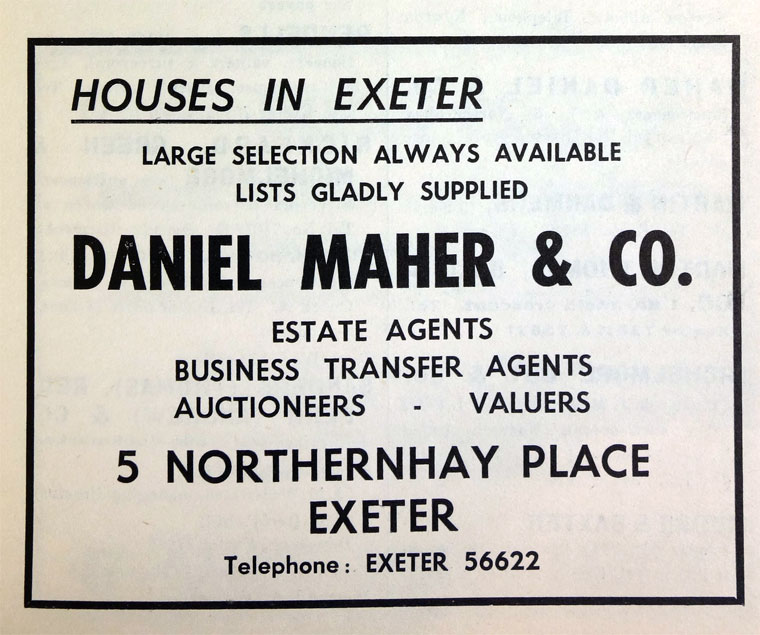 HOUSES IN EXETER
LARGE SELECTION ALWAYS AVAILABLE
LISTS GLADLY SUPPLIED
DANIEL MAHER & CO.
ESTATE AGENTS
BUSINESS TRANSFER AGENTS
AUCTIONEERS - VALUERS
5 NORTHERNHAY PLACE
EXETER
Telephone: EXETER 56622